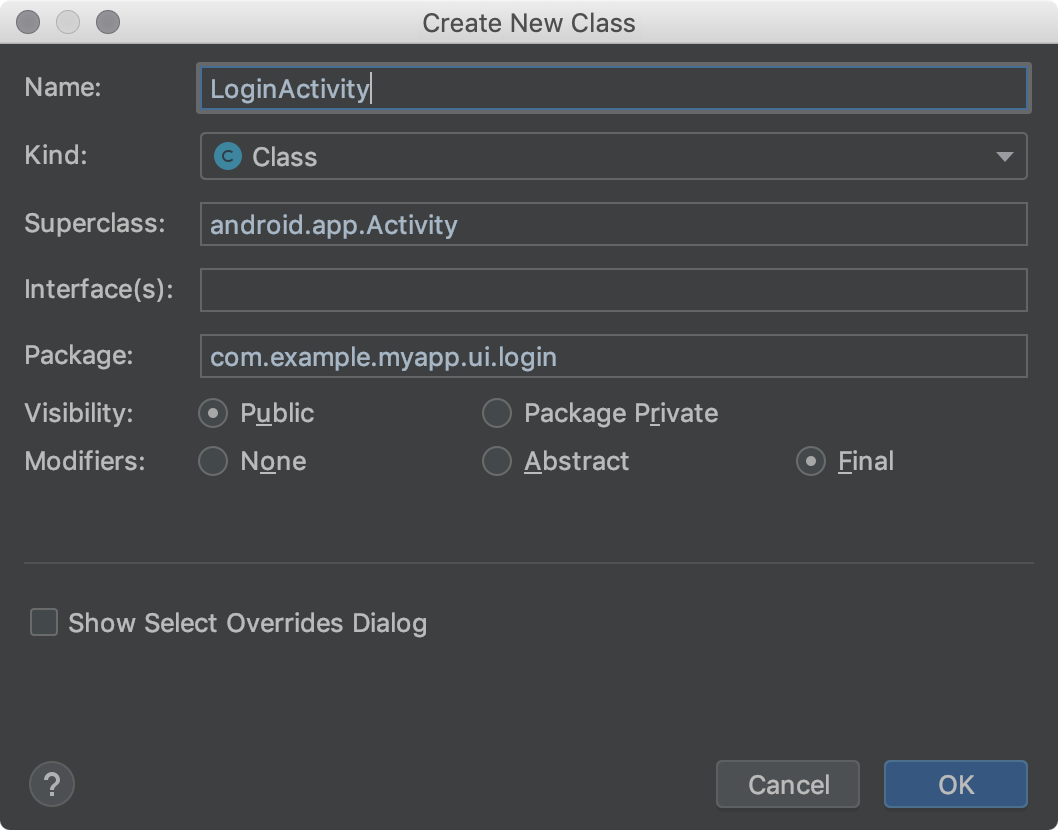 Create New Class
Name: LoginActivity
Kind: C Class
Superclass: android.app.Activity
Interface(s):
Package: com.example.myapp.ui.login
Visibility: Public Package Private
Modifiers: None Abstract Final
Show Select Overrides Dialog
? Cancel OK